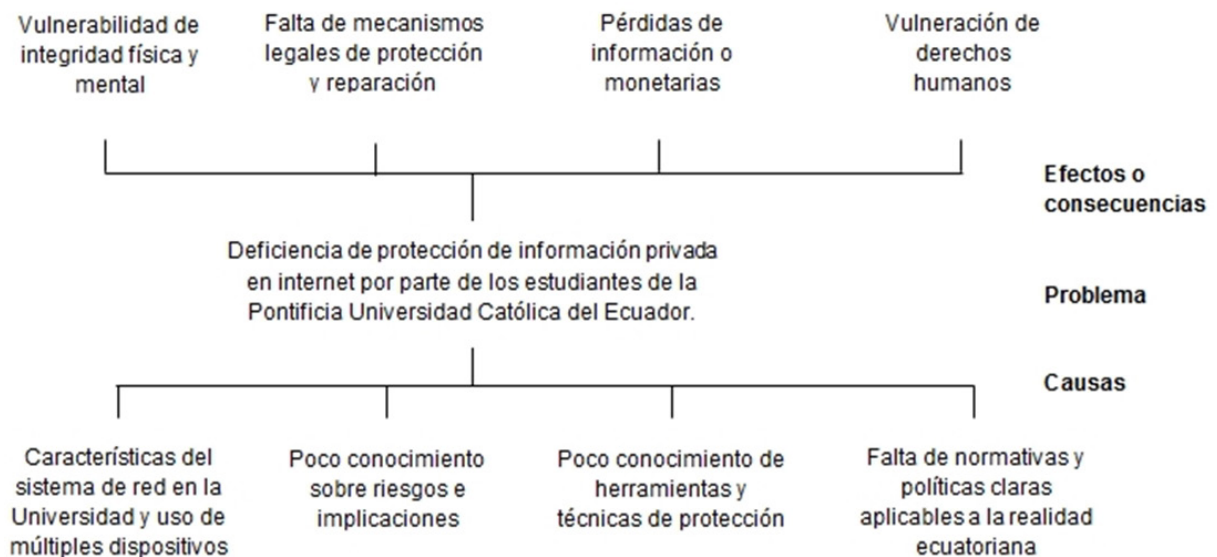 Vulnerabilidad de
integridad física y
mental
Falta de mecanismos
legales de protección
y reparación
Pérdidas de
información o
monetarias
Vulneración de
derechos
humanos
Efectos o
consecuencias
Deficiencia de protección de información privada
en internet por parte de los estudiantes de la
Pontificia Universidad Católica del Ecuador.
Problema
Causas
Características del
sistema de red en la
Universidad y uso de
múltiples dispositivos
Poco conocimiento
sobre riesgos e
implicaciones
Poco conocimiento de
herramientas y
técnicas de protección
Falta de normativas y
políticas claras
aplicables a la realidad
ecuatoriana